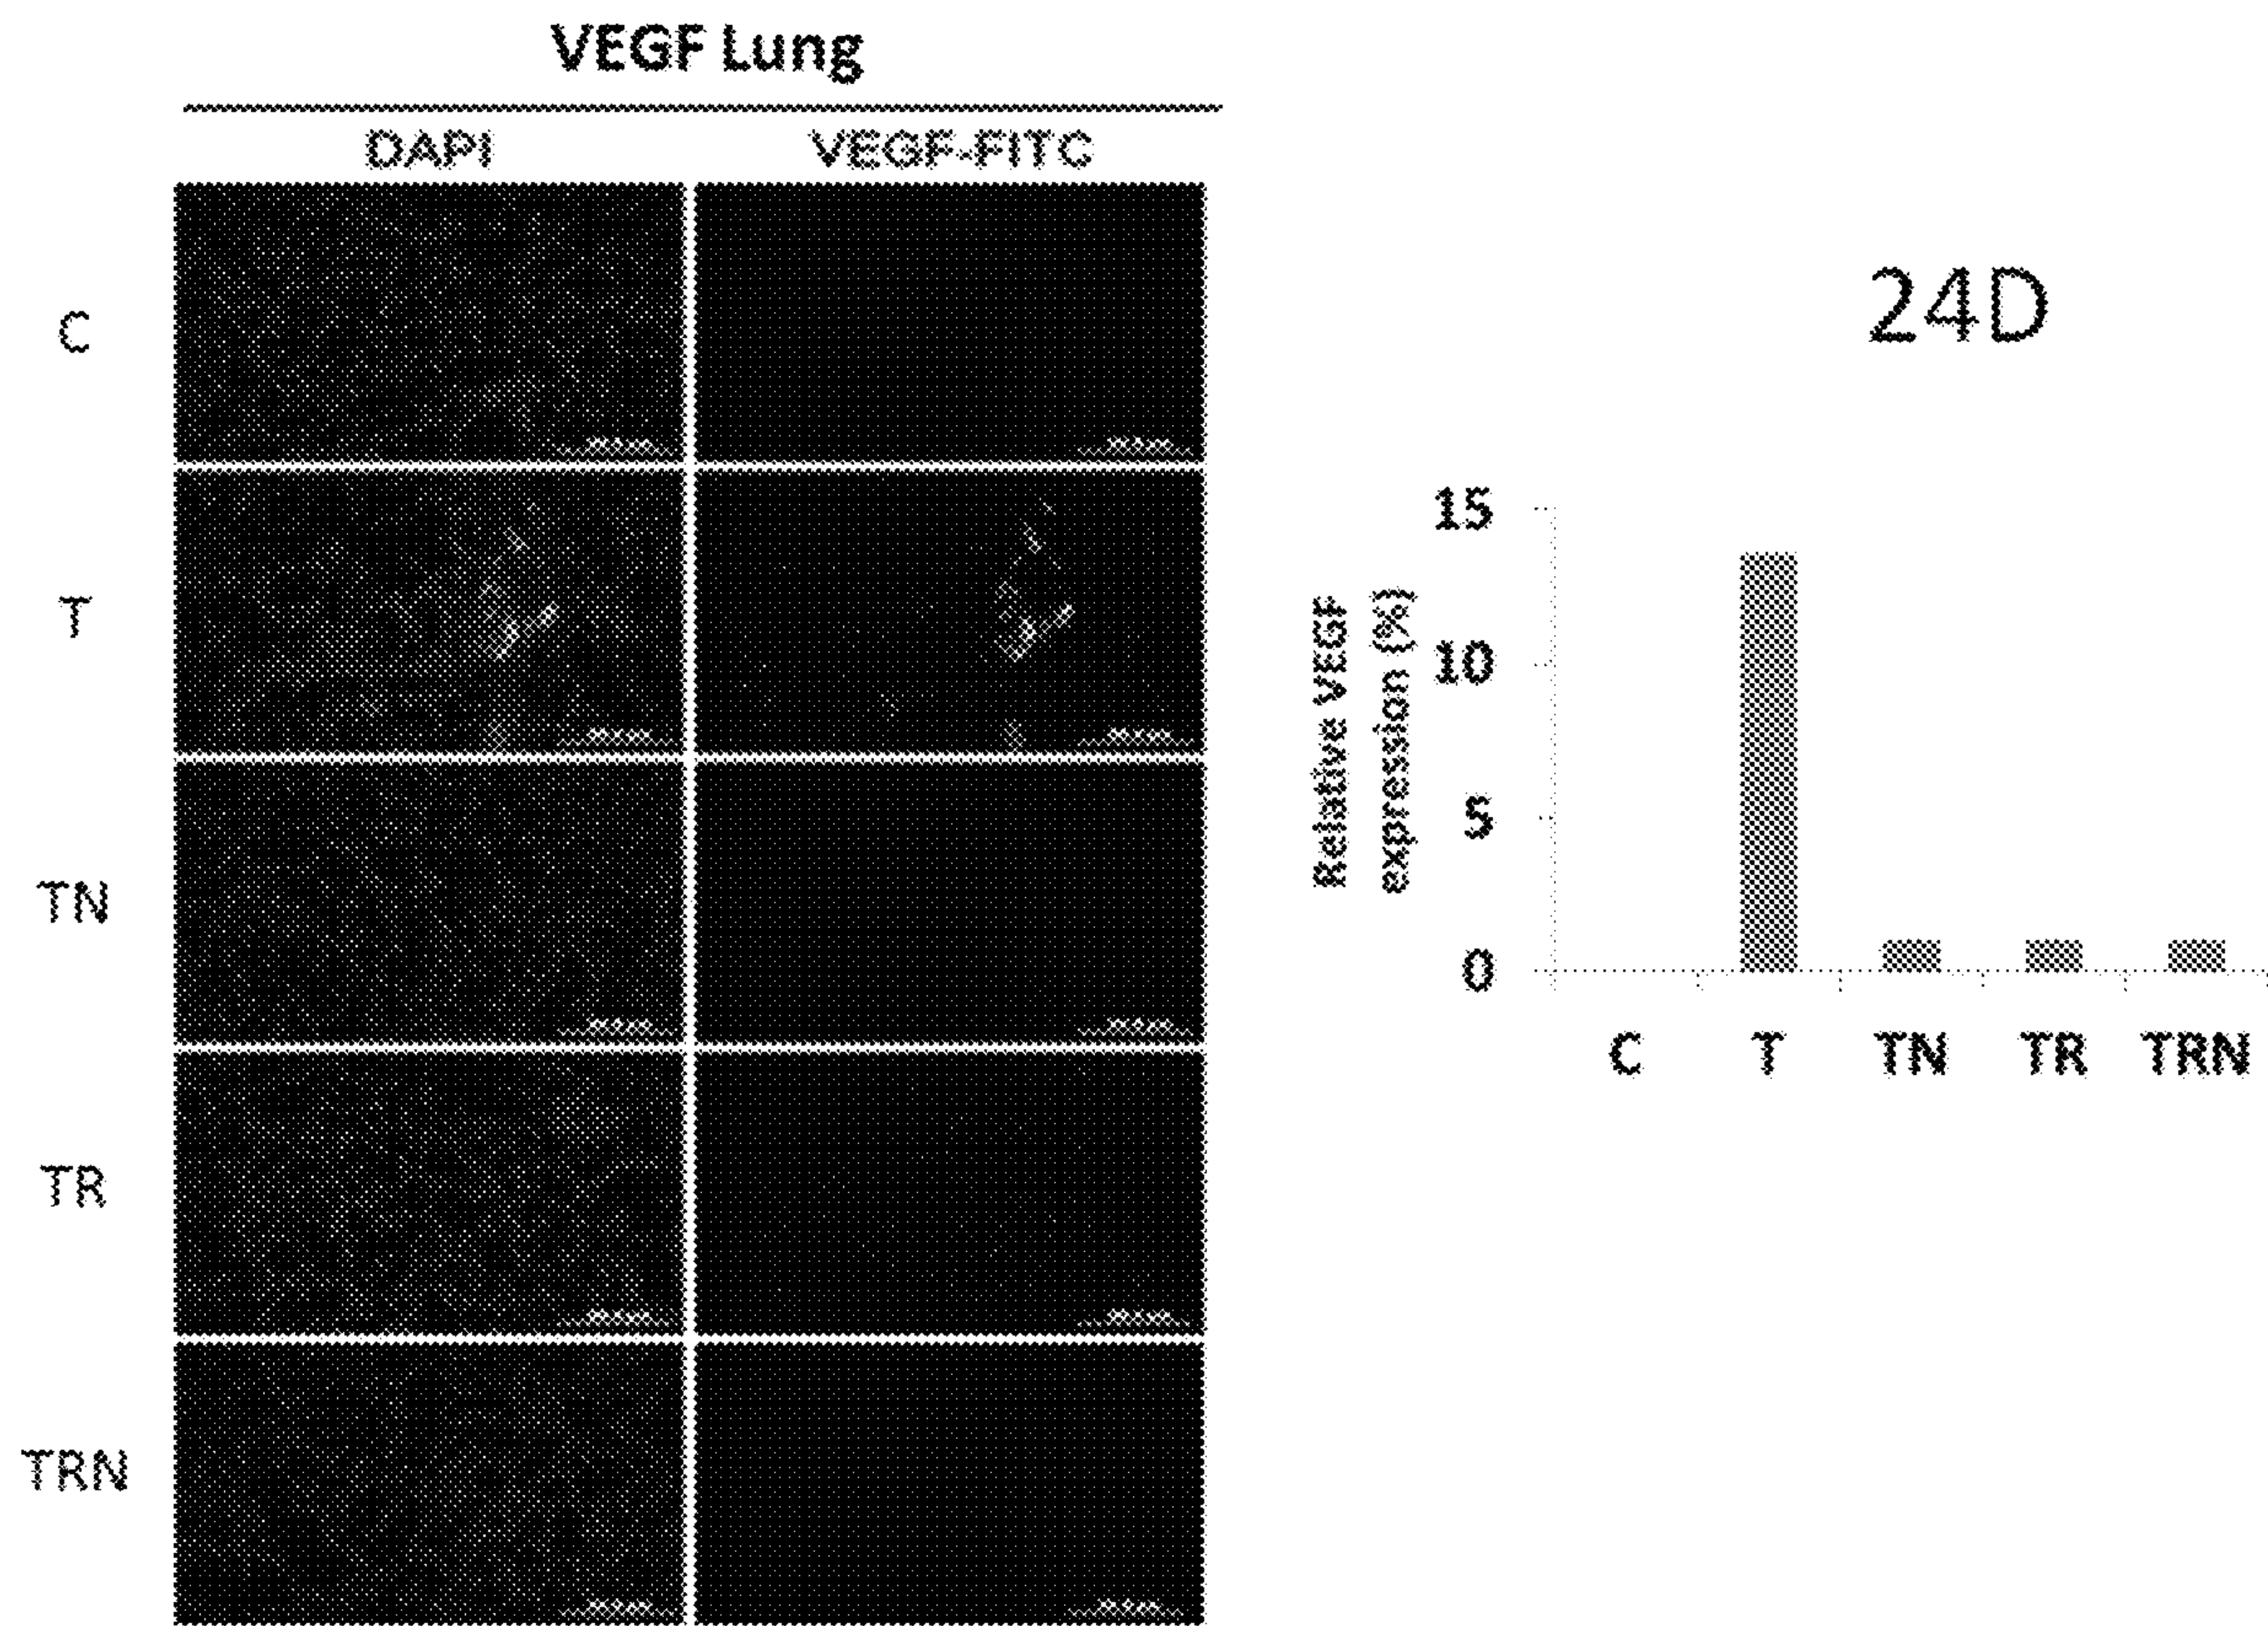 VEGF Lung
DAPI
VEGF-FITC
C
T
TN
TR
TRN
24D
Relative VEGF
expression (%)
15
10
5
0
C
T
TN
TR
TRN